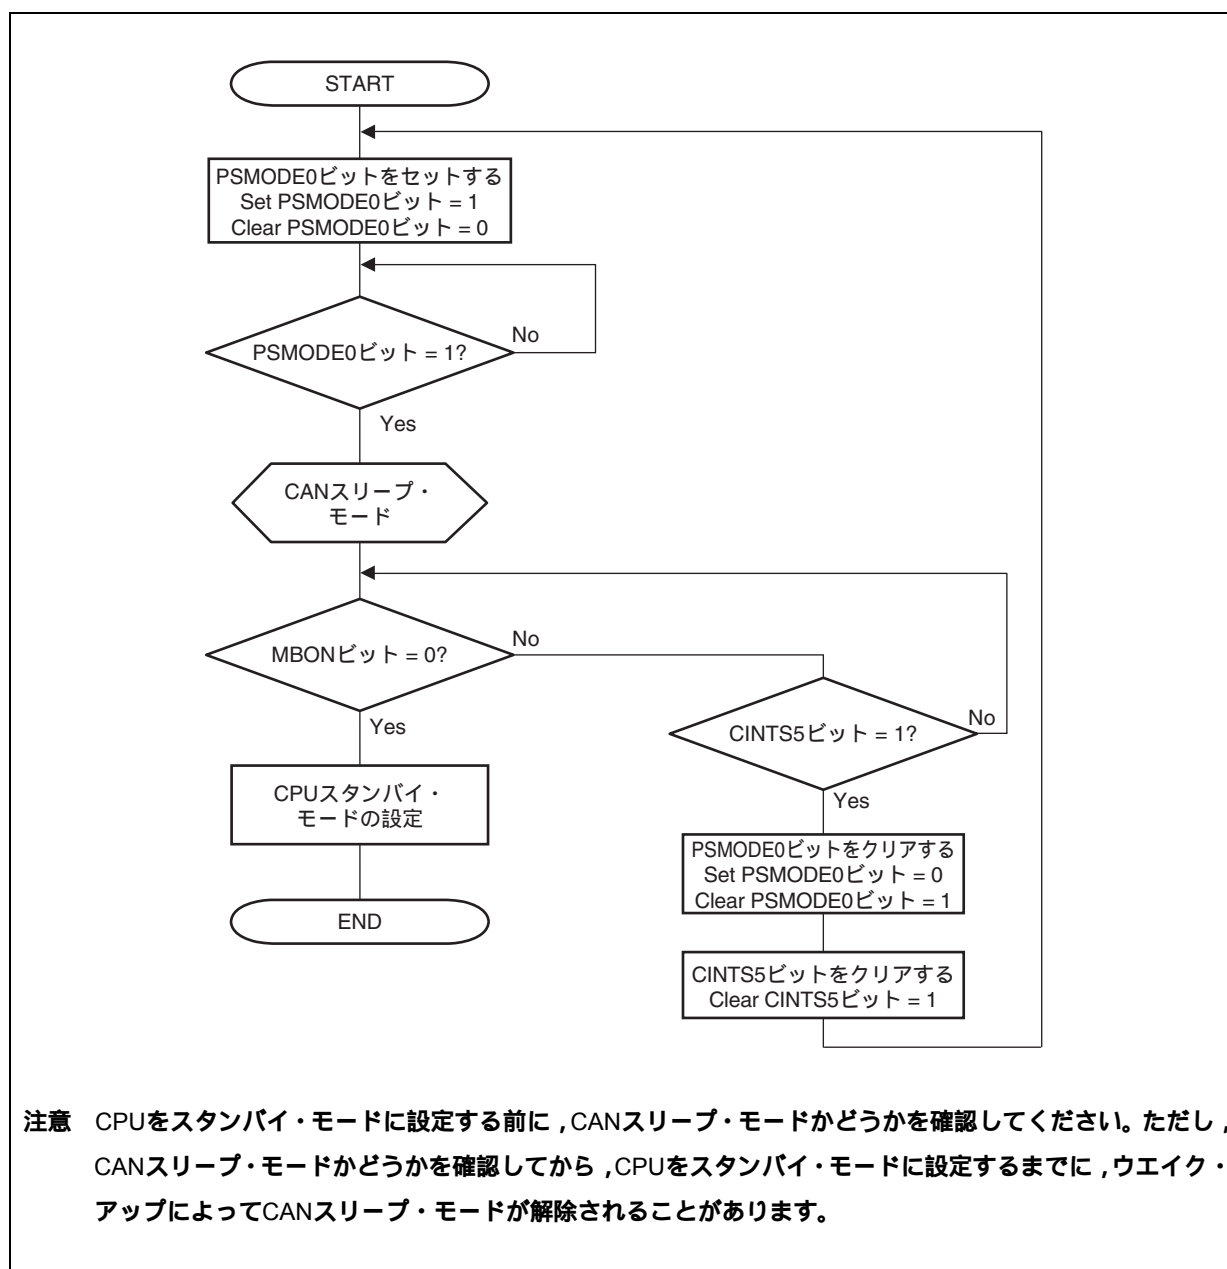 START
PSMODE0ビットをセットする
Set PSMODE0ビット = 1
Clear PSMODE0ビット = 0
PSMODE0ビット = 1?
No
Yes
CANスリープ・
モード
MBONビット = 0?
No
Yes
CINTS5ビット = 1?
No
Yes
CPUスタンバイ・
モードの設定
PSMODE0ビットをクリアする
Set PSMODE0ビット = 0
Clear PSMODE0ビット = 1
END
CINTS5ビットをクリアする
Clear CINTS5ビット = 1
注意 CPUをスタンバイ・モードに設定する前に，CANスリープ・モードかどうかを確認してください。ただし，
CANスリープ・モードかどうかを確認してから，CPUをスタンバイ・モードに設定するまでに，ウエイク・
アップによってCANスリープ・モードが解除されることがあります。